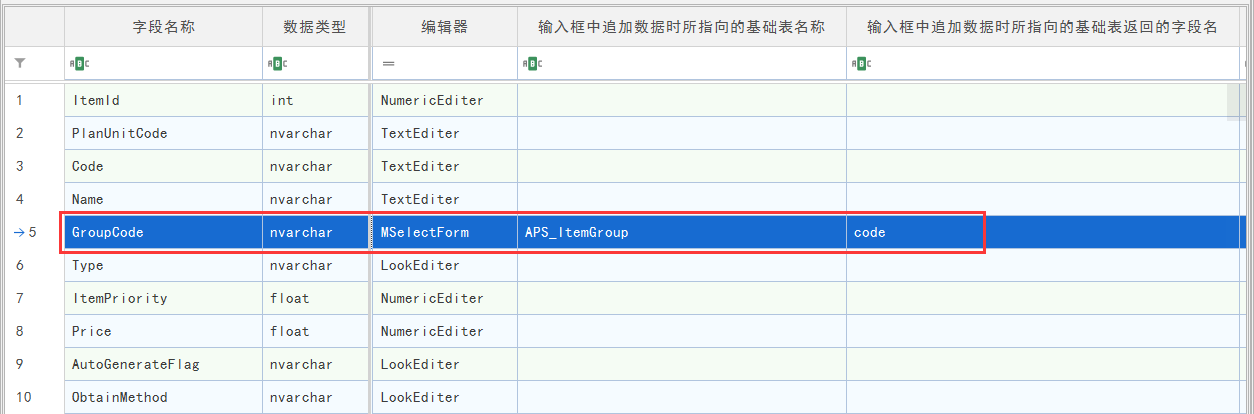 字段名称 数据类型 编辑器 输入框中追加数据时所指向的基础表名称 输入框中追加数据时所指向的基础表返回的字段名
ABC ABC = ABC ABC
1 ItemId int NumericEditer
2 PlanUnitCode nvarchar TextEditer
3 Code nvarchar TextEditer
4 Name nvarchar TextEditer
5 GroupCode nvarchar MSelectForm APS_ItemGroup code
6 Type nvarchar LookEditer
7 ItemPriority float NumericEditer
8 Price float NumericEditer
9 AutoGenerateFlag nvarchar LookEditer
10 ObtainMethod nvarchar LookEditer